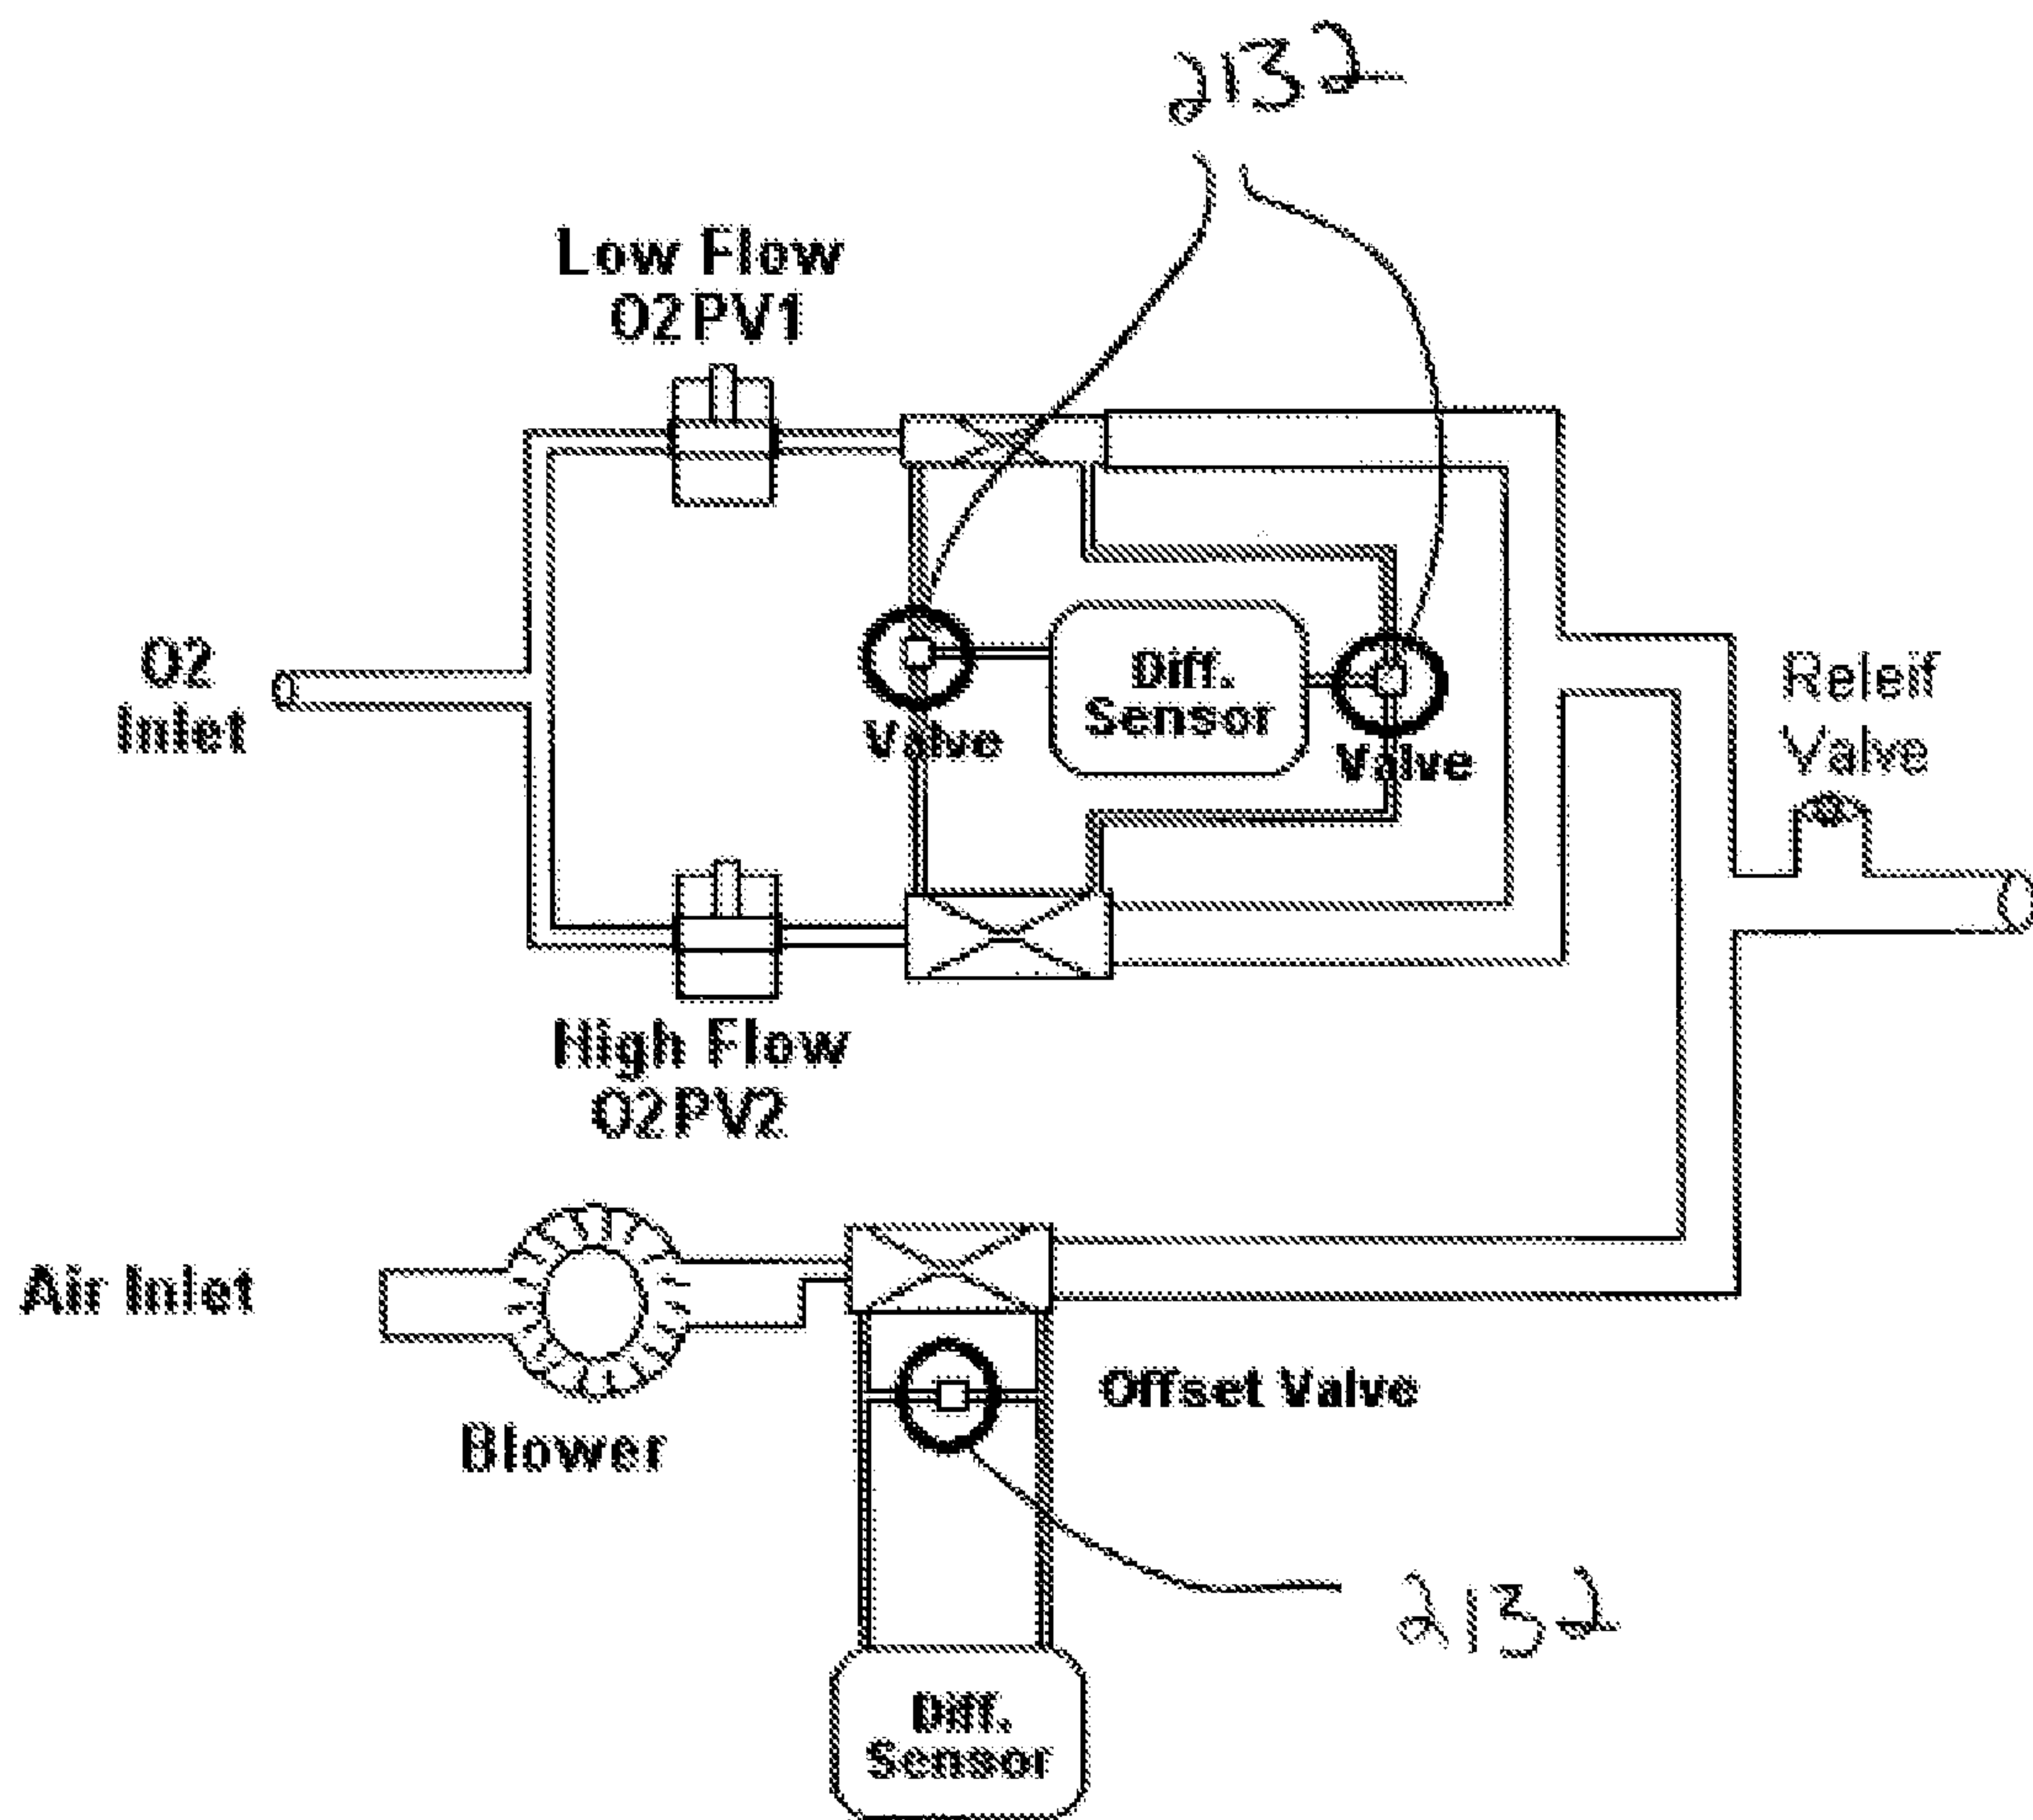 2132
Low Flow
O2PV1
O2
Inlet
Valve
Diff.
Sensor
Valve
Releif
Valve
High Flow
O2PV2
Air Inlet
Blower
Offset Valve
2132
Diff.
Sensor